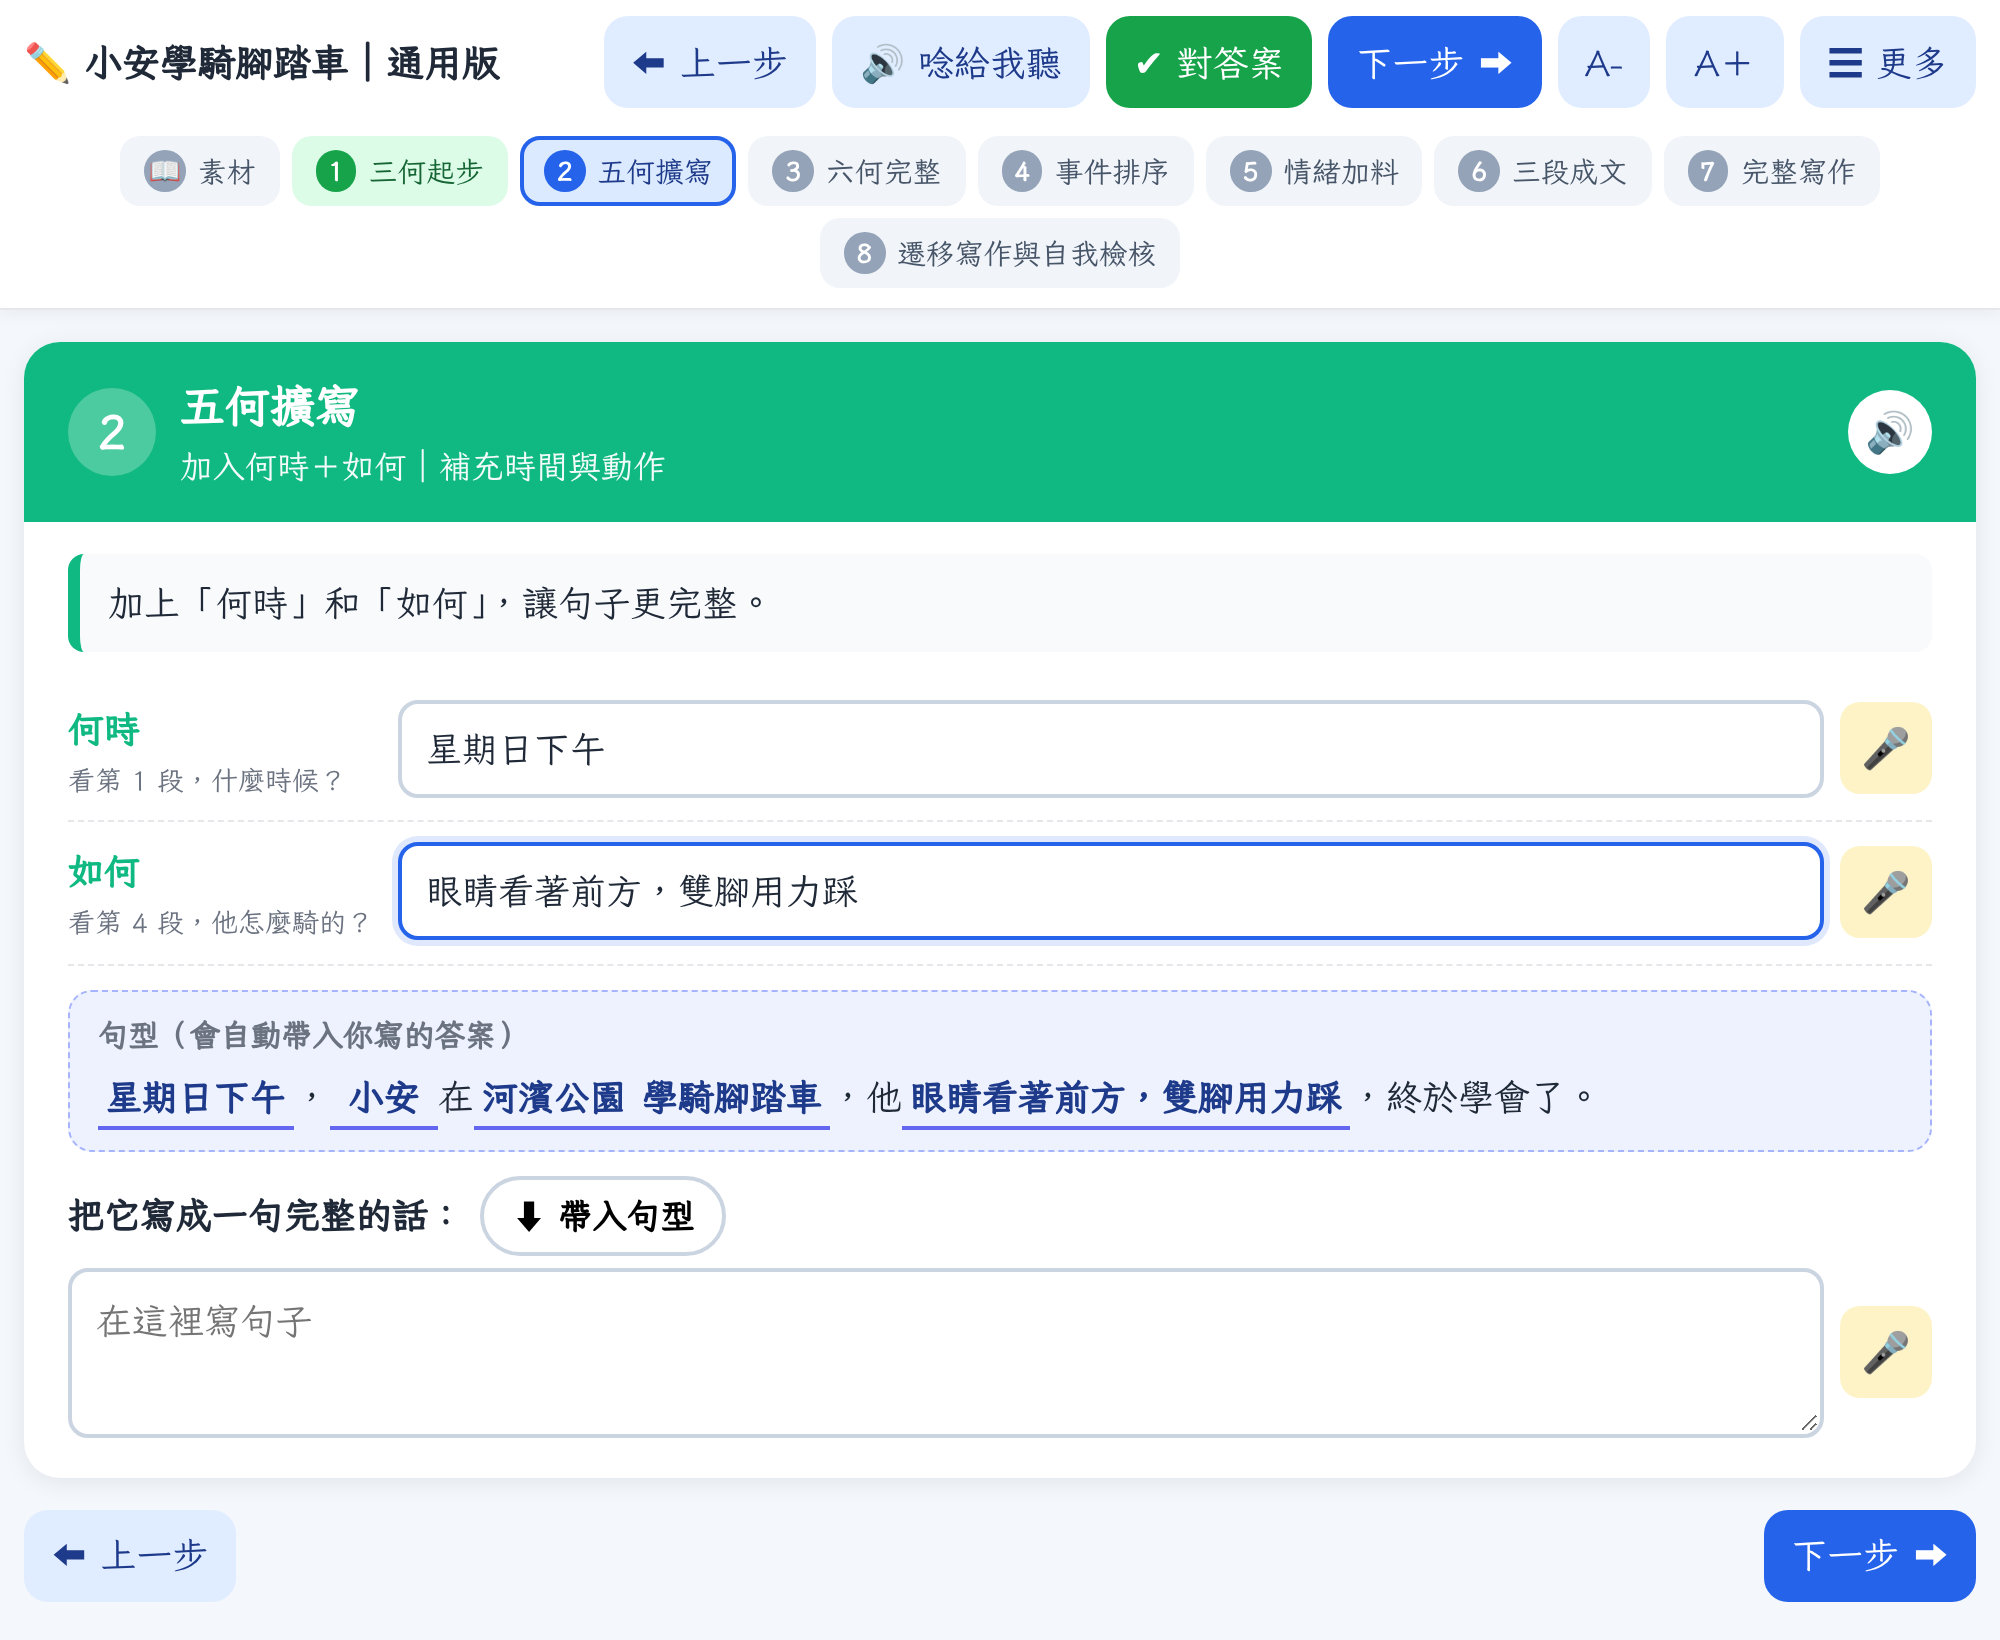 ✏️ 小安學騎腳踏車｜通用版
⬅ 上一步
🔊 唸給我聽
✔ 對答案
下一步 ➡
A-
A+
☰ 更多
📖 素材
1 三何起步
2 五何擴寫
3 六何完整
4 事件排序
5 情緒加料
6 三段成文
7 完整寫作
8 遷移寫作與自我檢核
2
五何擴寫
加入何時＋如何｜補充時間與動作
加上「何時」和「如何」，讓句子更完整。
何時
看第 1 段，什麼時候？
星期日下午
如何
看第 4 段，他怎麼騎的？
眼睛看著前方，雙腳用力踩
句型（會自動帶入你寫的答案）
星期日下午，小安在河濱公園 學騎腳踏車，他眼睛看著前方，雙腳用力踩，終於學會了。
把它寫成一句完整的話：
⬇ 帶入句型
在這裡寫句子
⬅ 上一步
下一步 ➡